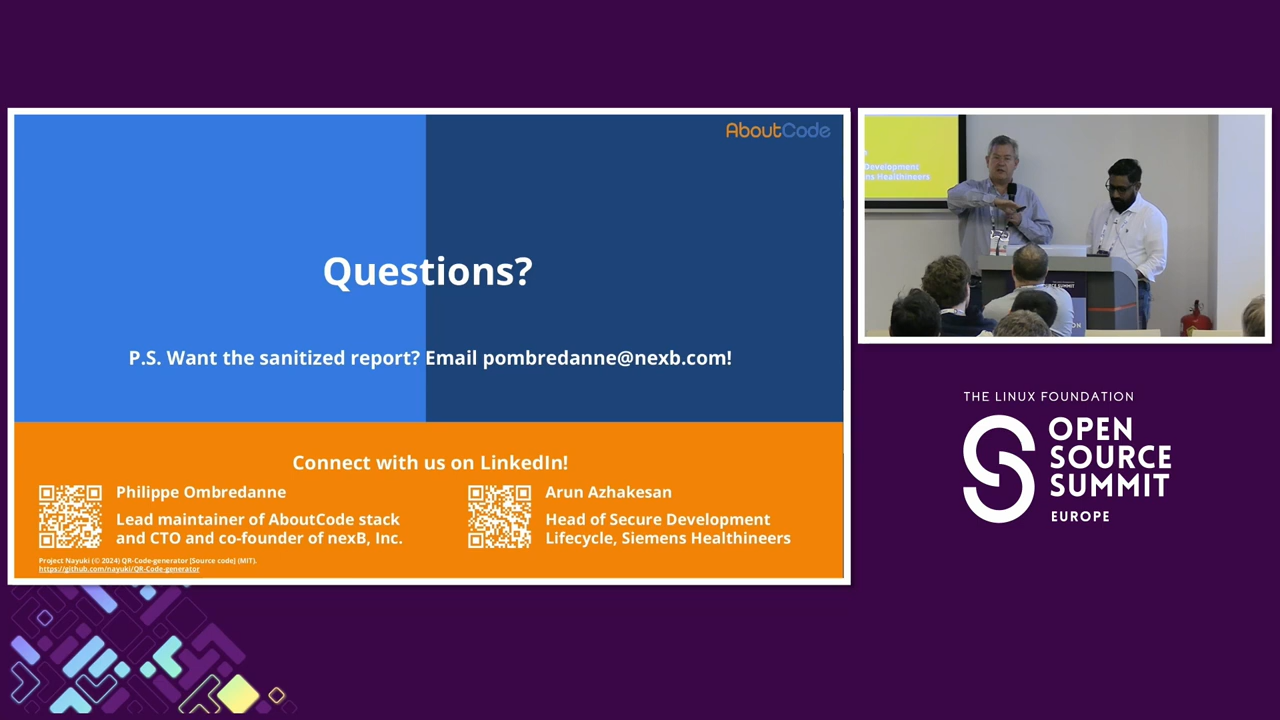 AboutCode
Questions?
P.S. Want the sanitized report? Email pombredanne@nexb.com!
Connect with us on LinkedIn!
Philippe Ombredanne
Lead maintainer of AboutCode stack
and CTO and co-founder of nexB, Inc.
Arun Azhakesan
Head of Secure Development
Lifecycle, Siemens Healthineers
Project Nayuki (© 2024) QR-Code-generator [Source code] (MIT),
https://github.com/nayuki/QR-Code-generator
Development
ns Healthineers
THE LINUX FOUNDATION
OPEN
SOURCE
SUMMIT
EUROPE